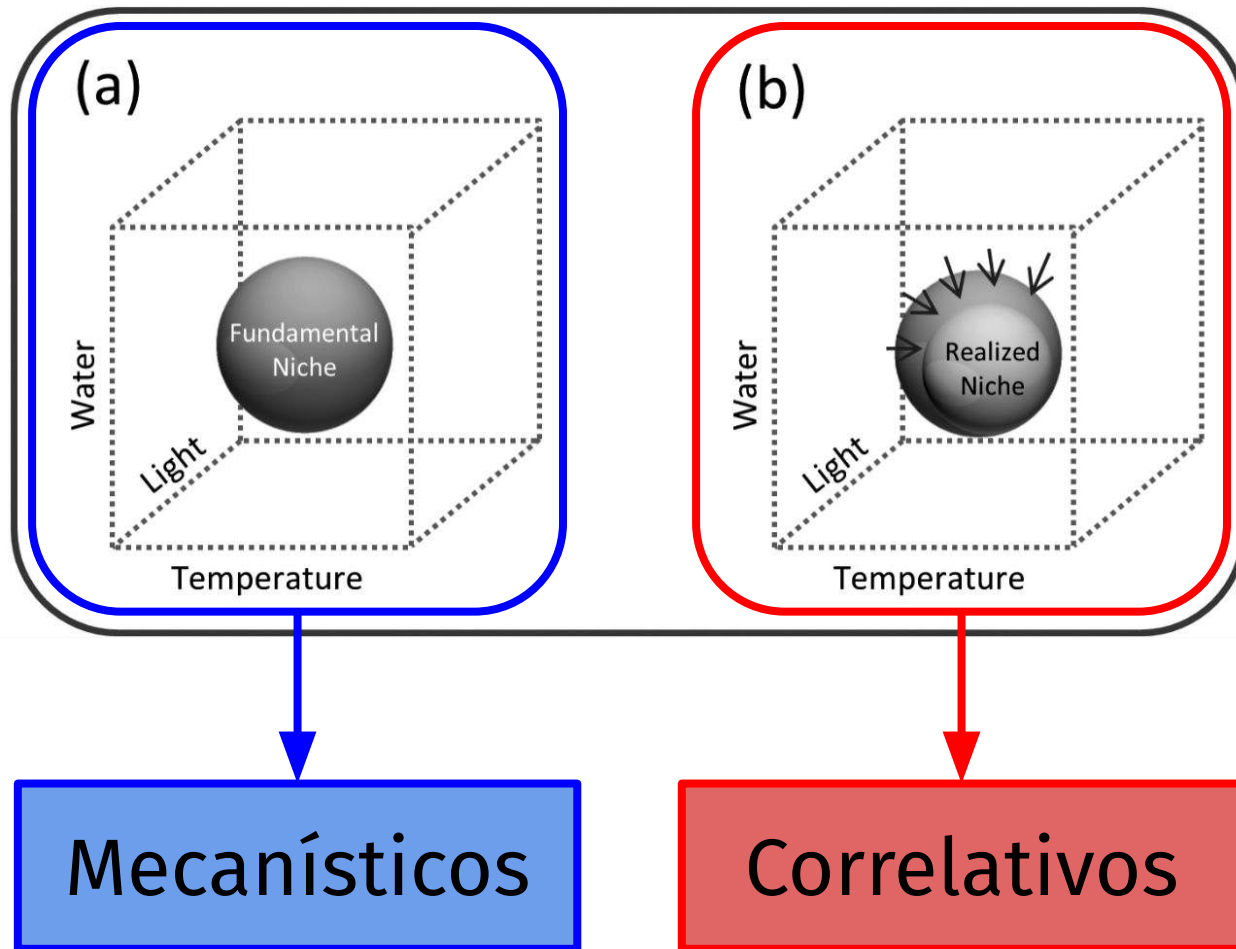 (a)
Fundamental
Niche
Water
Light
Temperature
Mecanísticos
(b)
Realized
Niche
Water
Light
Temperature
Correlativos